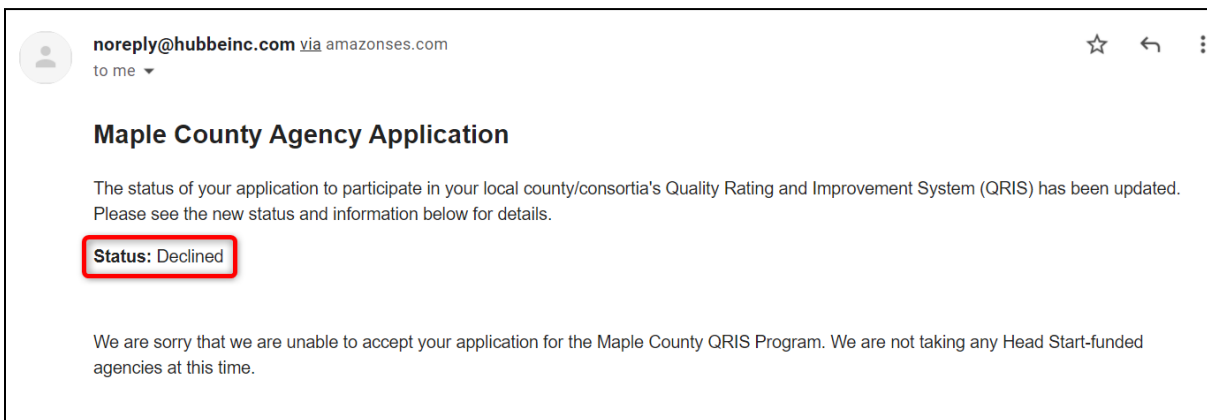 noreply@hubbeinc.com via amazonses.com
to me
Maple County Agency Application
The status of your application to participate in your local county/consortia's Quality Rating and Improvement System (QRIS) has been updated.
Please see the new status and information below for details.
Status: Declined
We are sorry that we are unable to accept your application for the Maple County QRIS Program. We are not taking any Head Start-funded
agencies at this time.